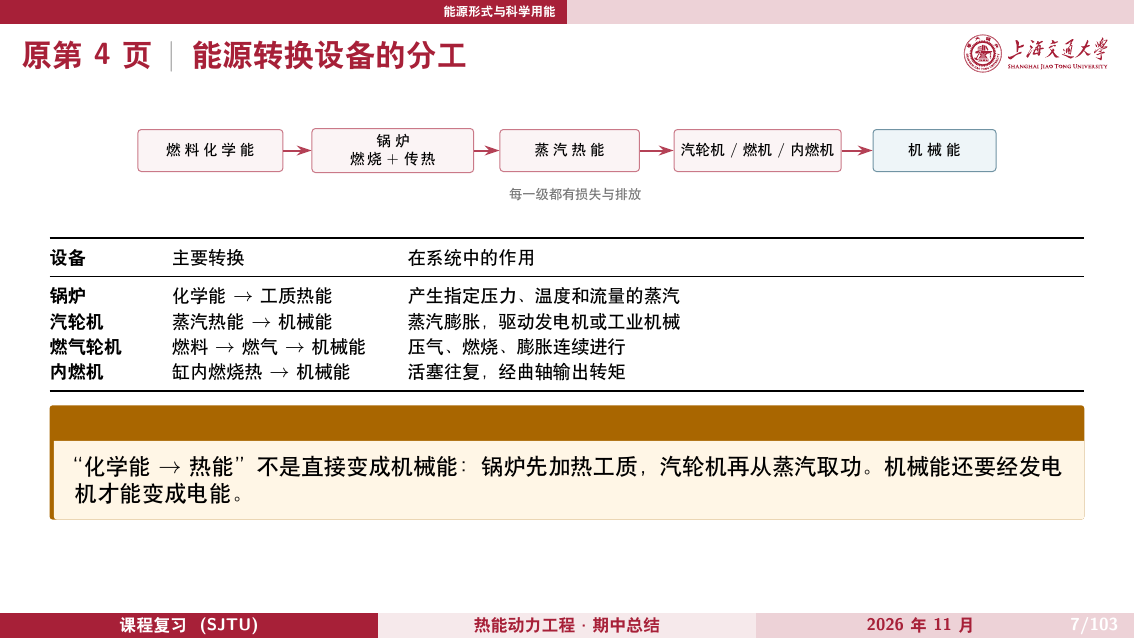 能源形式与科学用能
原第 4 页 | 能源转换设备的分工
上海交通大学
SHANGHAI JIAO TONG UNIVERSITY
燃料化学能
锅炉
燃烧 + 传热
蒸汽热能
汽轮机 / 燃机 / 内燃机
机械能
每一级都有损失与排放
设备 主要转换 在系统中的作用
锅炉 化学能 → 工质热能 产生指定压力、温度和流量的蒸汽
汽轮机 蒸汽热能 → 机械能 蒸汽膨胀，驱动发电机或工业机械
燃气轮机 燃料 → 燃气 → 机械能 压气、燃烧、膨胀连续进行
内燃机 缸内燃烧热 → 机械能 活塞往复，经曲轴输出转矩
“化学能 → 热能”不是直接变成机械能：锅炉先加热工质，汽轮机再从蒸汽取功。机械能还要经发电
机才能变成电能。
课程复习 (SJTU) 热能动力工程 · 期中总结 2026 年 11 月 7/103